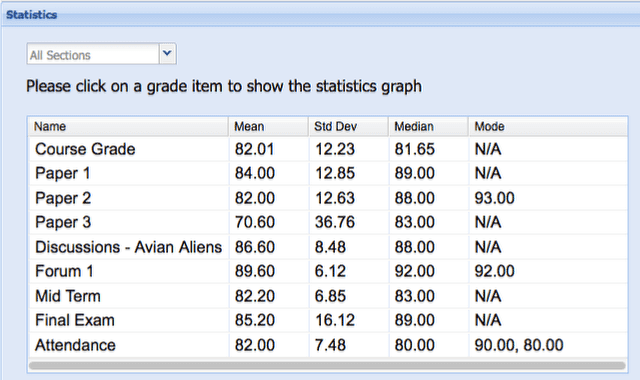 Statistics
All Sections
Please click on a grade item to show the statistics graph
Name Mean Std Dev Median Mode
Course Grade 82.01 12.23 81.65 N/A
Paper 1 84.00 12.85 89.00 N/A
Paper 2 82.00 12.63 88.00 93.00
Paper 3 70.60 36.76 83.00 N/A
Discussions - Avian Aliens 86.60 8.48 88.00 N/A
Forum 1 89.60 6.12 92.00 92.00
Mid Term 82.20 6.85 83.00 N/A
Final Exam 85.20 16.12 89.00 N/A
Attendance 82.00 7.48 80.00 90.00, 80.00